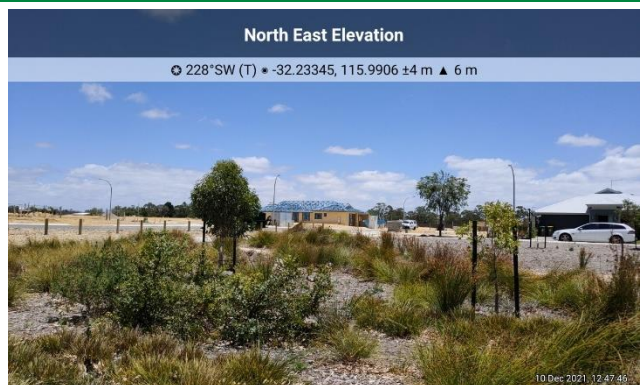 North East Elevation
228°SW (T) ● -32.23345, 115.9906 ±4 m ▲ 6 m
10 Dec 2021, 12:47:46